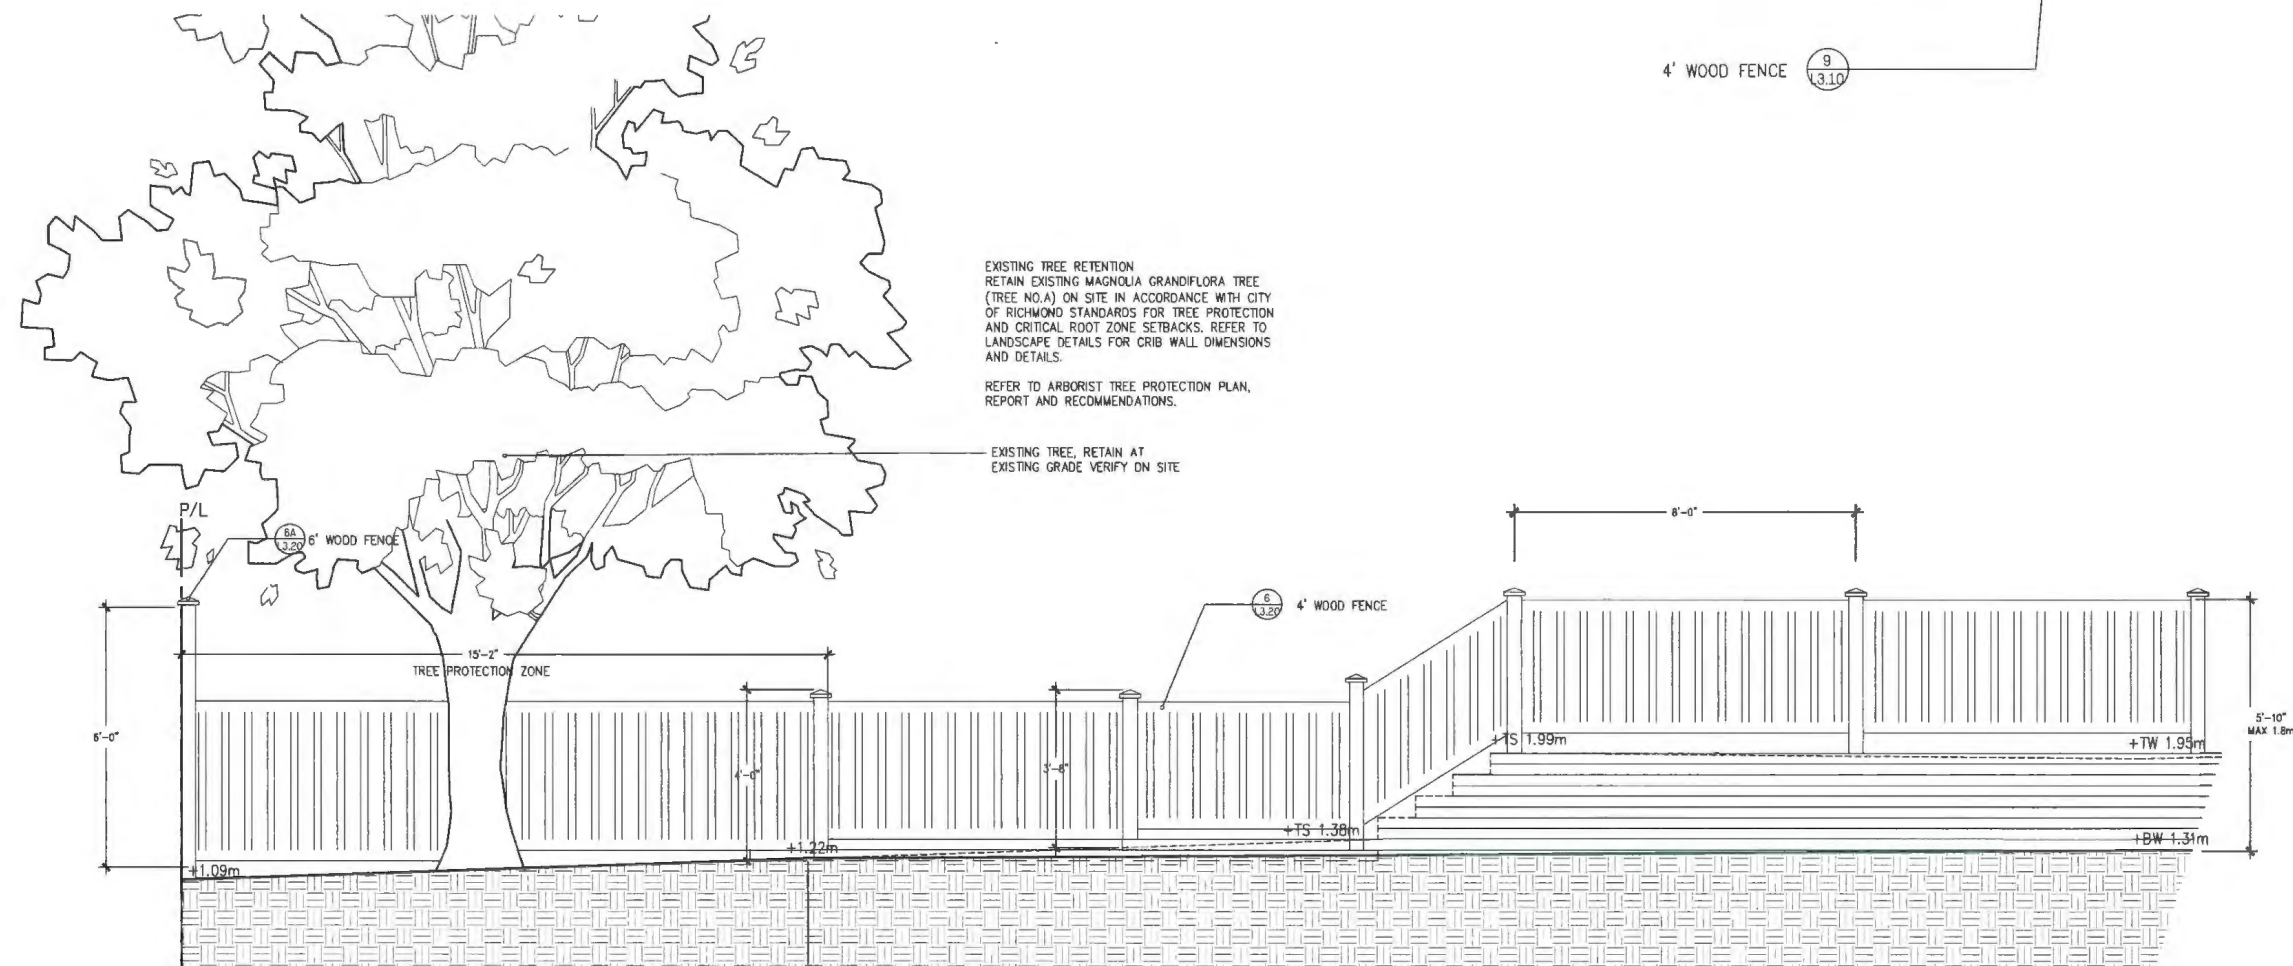 4' WOOD FENCE
9
L3.10
EXISTING TREE RETENTION
RETAIN EXISTING MAGNOLIA GRANDIFLORA TREE
(TREE NO.A) ON SITE IN ACCORDANCE WITH CITY
OF RICHMOND STANDARDS FOR TREE PROTECTION
AND CRITICAL ROOT ZONE SETBACKS. REFER TO
LANDSCAPE DETAILS FOR CRIB WALL DIMENSIONS
AND DETAILS.
REFER TO ARBORIST TREE PROTECTION PLAN,
REPORT AND RECOMMENDATIONS.
EXISTING TREE, RETAIN AT
EXISTING GRADE VERIFY ON SITE
P/L
6A
L3.20
6' WOOD FENCE
8'-0"
6
L3.20
4' WOOD FENCE
15'-2"
TREE PROTECTION ZONE
6'-0"
4'-0"
3'-8"
5'-10"
MAX 1.8m
+TS 1.99m
+TW 1.95m
+TS 1.38m
+BW 1.31m
+1.22m
+1.09m